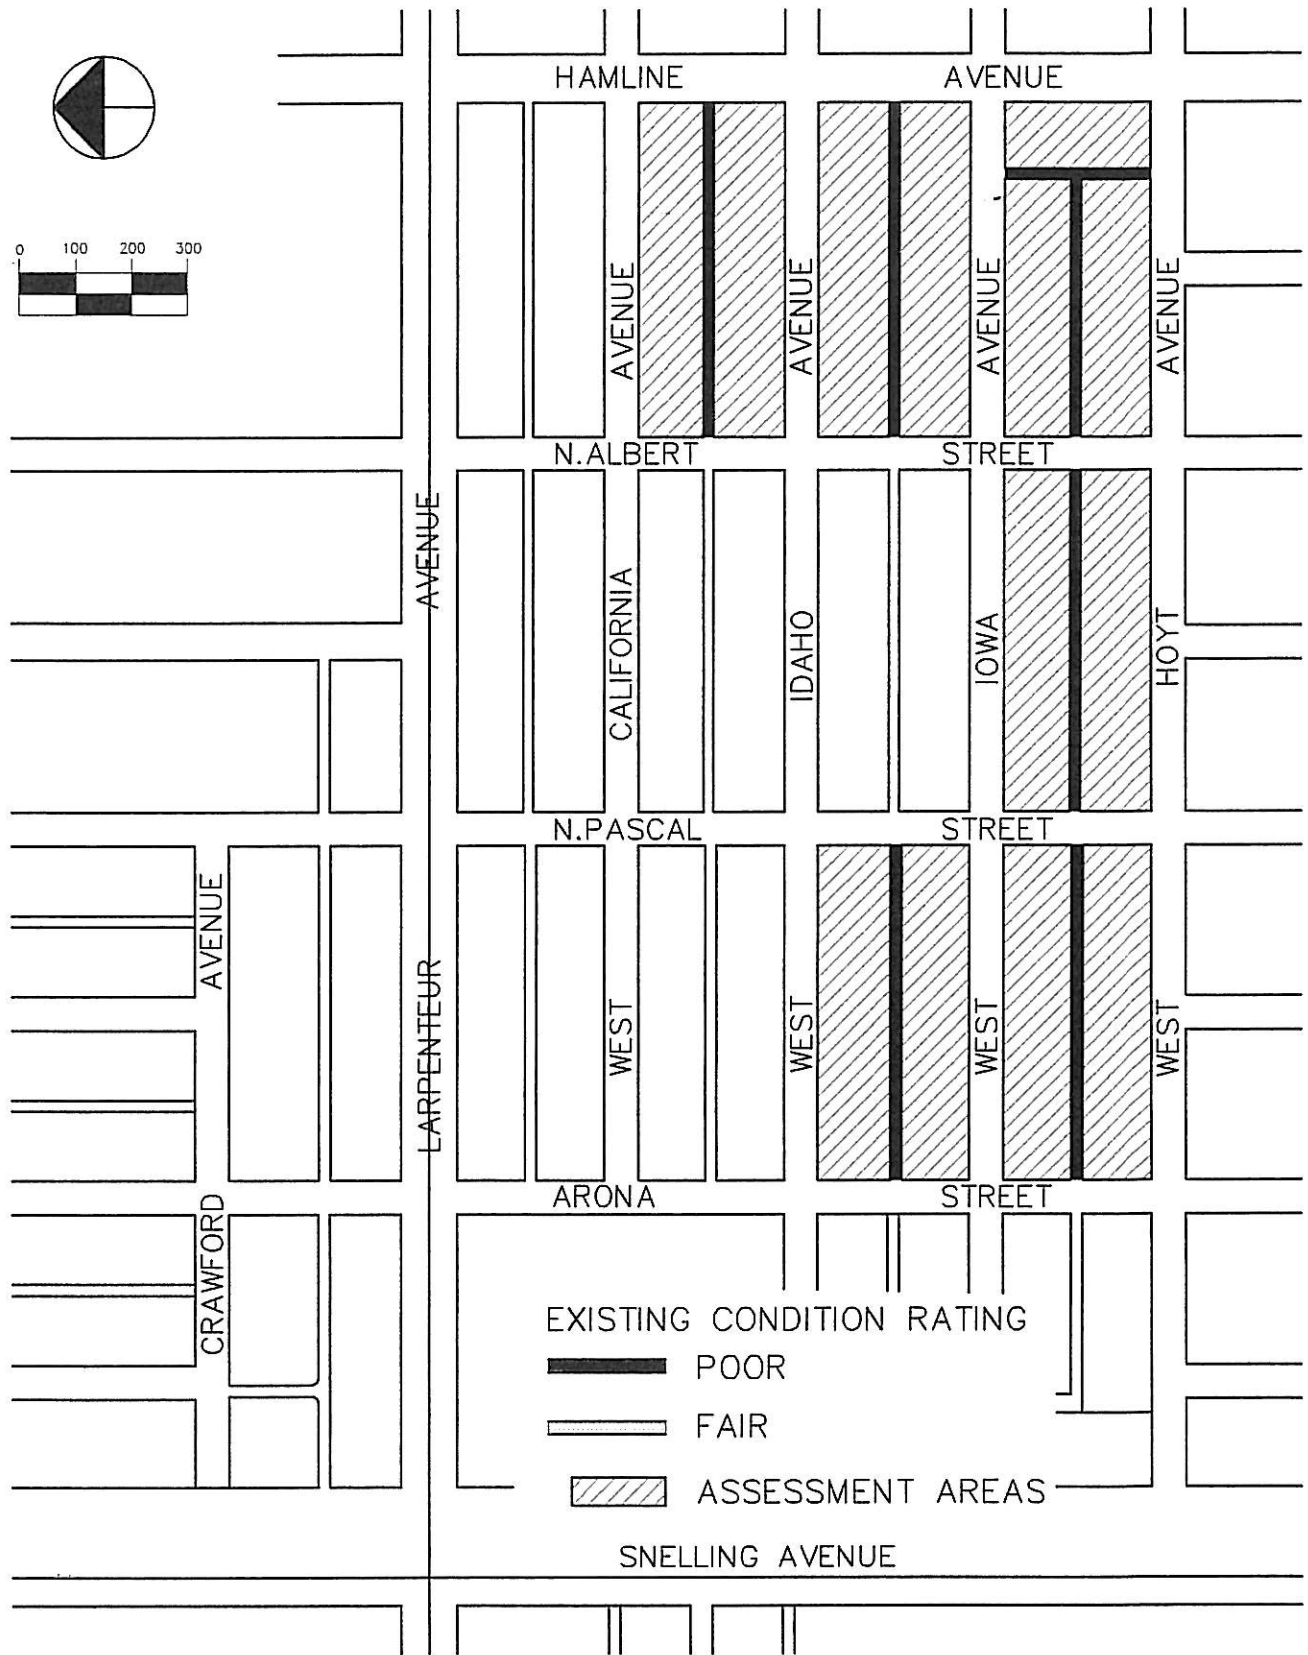 HAMLINE AVENUE
0 100 200 300
AVENUE
AVENUE
AVENUE
AVENUE
N.ALBERT STREET
AVENUE
CALIFORNIA
IDAHO
IOWA
HOYT
N.PASCAL STREET
AVENUE
LARPENTEUR
WEST
WEST
WEST
WEST
ARONA STREET
CRAWFORD
EXISTING CONDITION RATING
POOR
FAIR
ASSESSMENT AREAS
SNELLING AVENUE